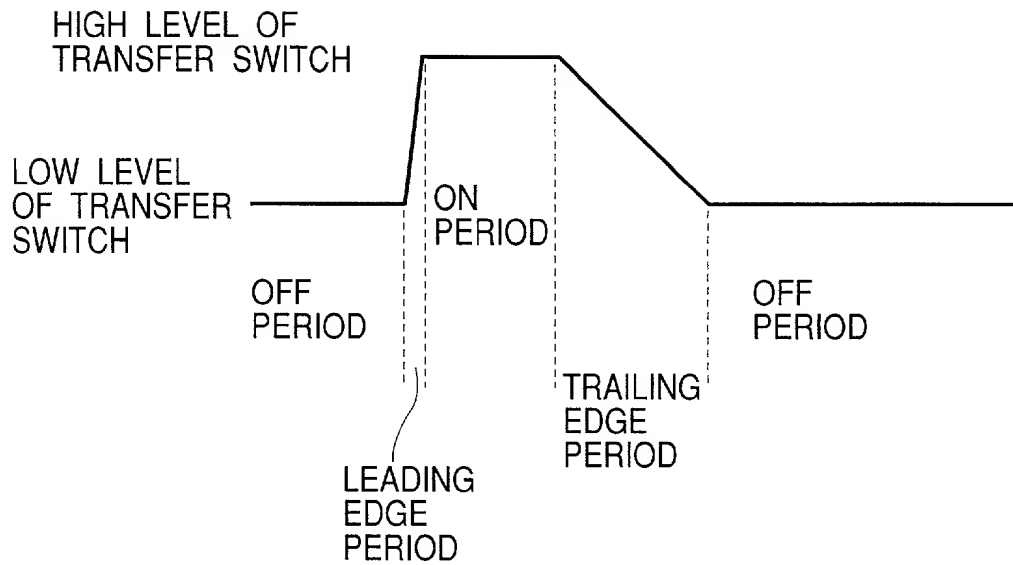 HIGH LEVEL OF
TRANSFER SWITCH
LOW LEVEL
OF TRANSFER
SWITCH
ON
PERIOD
OFF
PERIOD
OFF
PERIOD
TRAILING
EDGE
PERIOD
LEADING
EDGE
PERIOD